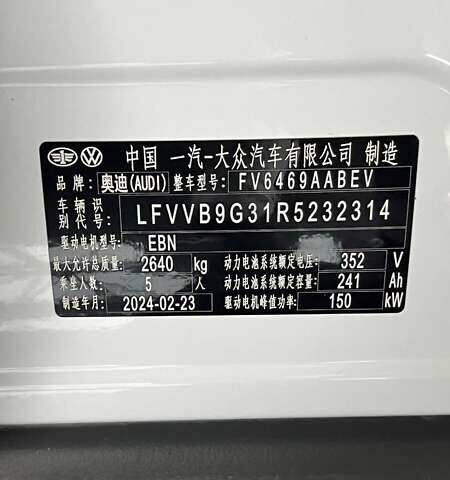 中国 一汽-大众汽车有限公司 制造
品牌: 奥迪(AUDI) 整车型号: FV6469AABEV
车辆识别代号: LFVVB9G31R5232314
驱动电机型号: EBN
最大允许总质量: 2640 kg 动力电池系统额定电压: 352 V
乘坐人数: 5 人 动力电池系统额定容量: 241 Ah
制造年月: 2024-02-23 驱动电机峰值功率: 150 kW